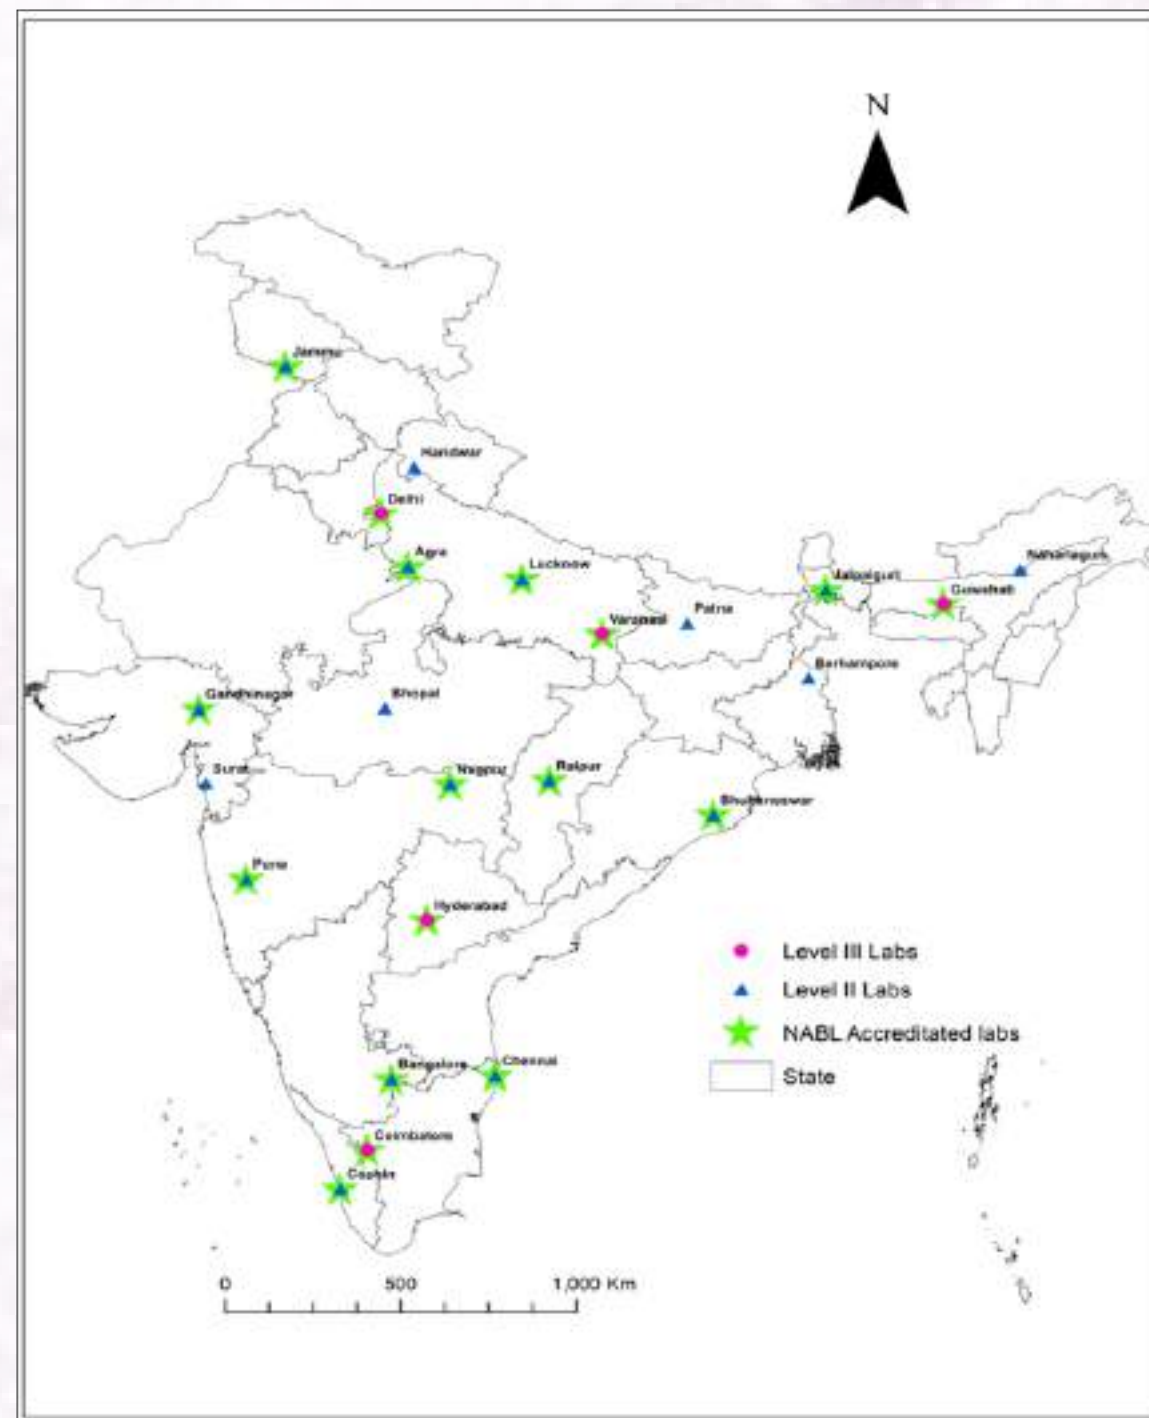 N
Jammu
Haridwar
Delhi
Agra
Lucknow
Naharlagun
Jalpaiguri
Guwahati
Varanasi
Patna
Berhampore
Gandhinagar
Bhopal
Surat
Nagpur
Raipur
Bhubaneswar
Pune
Hyderabad
Level III Labs
Level II Labs
NABL Accreditated labs
State
Bangalore
Chennai
Coimbatore
Cochin
0 500 1,000 Km